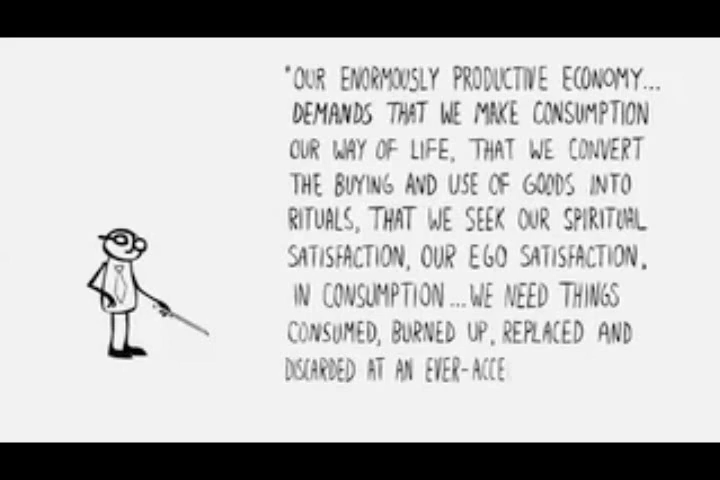 "OUR ENORMOUSLY PRODUCTIVE ECONOMY...
DEMANDS THAT WE MAKE CONSUMPTION
OUR WAY OF LIFE, THAT WE CONVERT
THE BUYING AND USE OF GOODS INTO
RITUALS, THAT WE SEEK OUR SPIRITUAL
SATISFACTION, OUR EGO SATISFACTION,
IN CONSUMPTION...WE NEED THINGS
CONSUMED, BURNED UP, REPLACED AND
DISCARDED AT AN EVER-ACCE